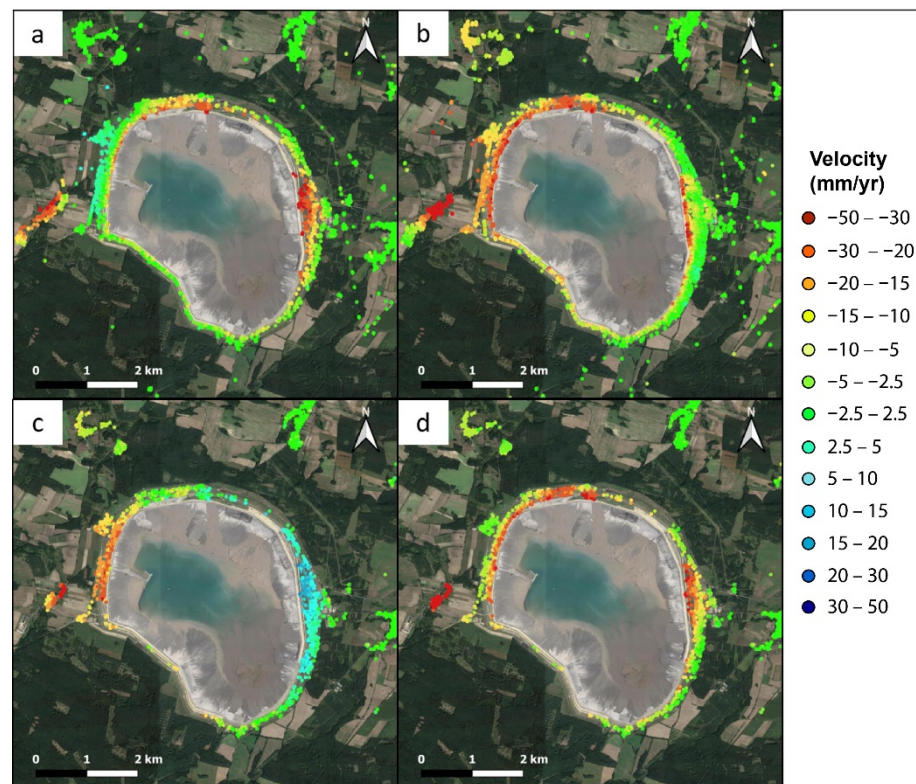 a
N
0 1 2 km
b
N
0 1 2 km
c
N
0 1 2 km
d
N
0 1 2 km
Velocity
(mm/yr)
−50 – −30
−30 – −20
−20 – −15
−15 – −10
−10 – −5
−5 – −2.5
−2.5 – 2.5
2.5 – 5
5 – 10
10 – 15
15 – 20
20 – 30
30 – 50